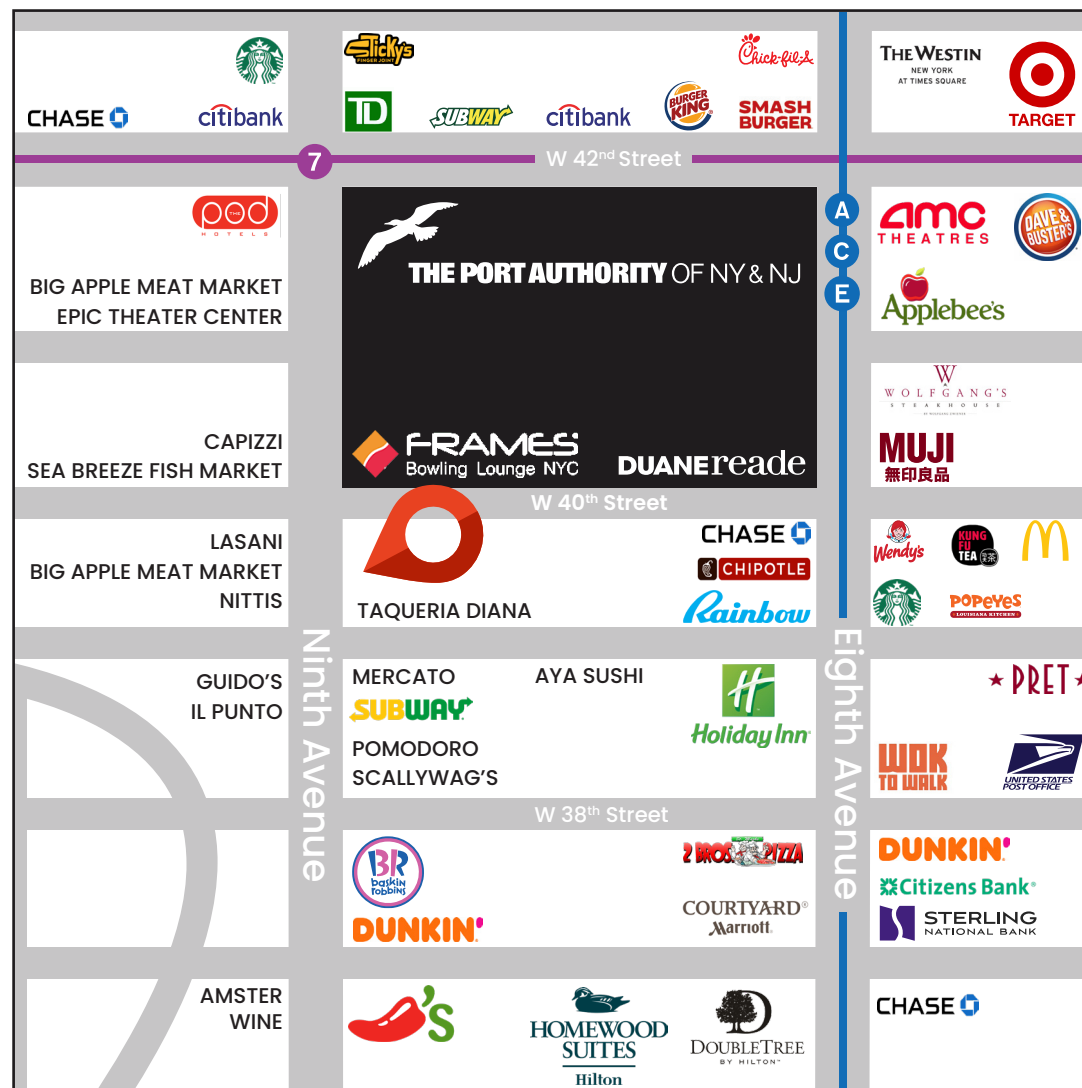 CHASE
citibank
Sticky's
FINGER JOINT
Chick-fil-A
TD
SUBWAY
citibank
BURGER
KING
SMASH
BURGER
THE WESTIN
NEW YORK
AT TIMES SQUARE
TARGET
7
W 42nd Street
THE
pod
HOTELS
BIG APPLE MEAT MARKET
EPIC THEATER CENTER
THE PORT AUTHORITY OF NY & NJ
FRAMES
Bowling Lounge NYC
DUANEreade
A
C
E
amc
THEATRES
DAVE &
BUSTER'S
Applebee's
CAPIZZI
SEA BREEZE FISH MARKET
W
WOLFGANG'S
STEAKHOUSE
MUJI
無印良品
W 40th Street
LASANI
BIG APPLE MEAT MARKET
NITTIS
TAQUERIA DIANA
CHASE
CHIPOTLE
Rainbow
Wendy's
KUNG
FU
TEA
POPEYES
LOUISIANA KITCHEN
Ninth Avenue
Eighth Avenue
GUIDO'S
IL PUNTO
MERCATO
SUBWAY
POMODORO
SCALLYWAG'S
AYA SUSHI
H
Holiday Inn
PRET
WOK
TO WALK
UNITED STATES
POST OFFICE
W 38th Street
BR
baskin
robbins
DUNKIN'
2 BROS. PIZZA
COURTYARD®
Marriott.
DUNKIN'
Citizens Bank®
STERLING
NATIONAL BANK
AMSTER
WINE
's
HOMEWOOD
SUITES
Hilton
D
DOUBLETREE
BY HILTON™
CHASE